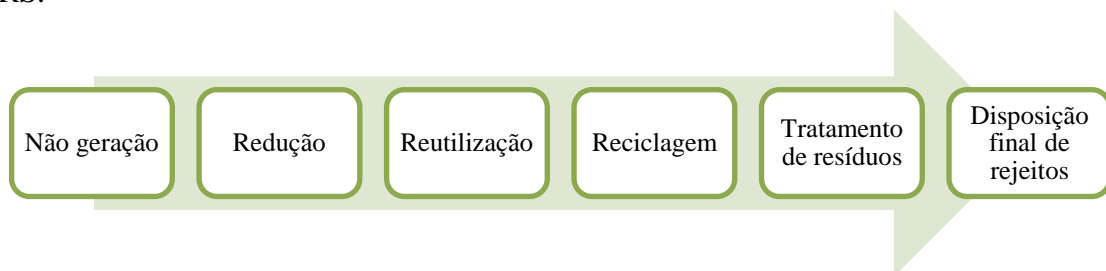 Não geração
Redução
Reutilização
Reciclagem
Tratamento
de resíduos
Disposição
final de
rejeitos